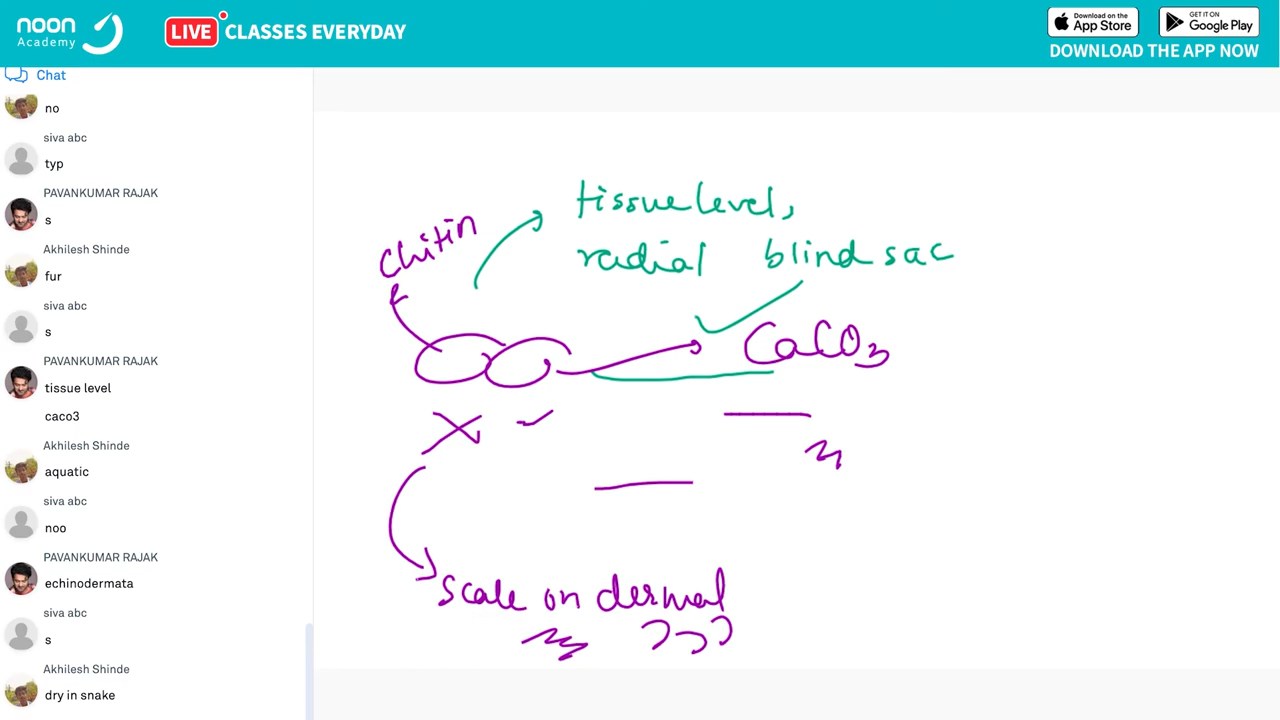 noon
Academy
LIVE CLASSES EVERYDAY
Download on the
App Store
GET IT ON
Google Play
DOWNLOAD THE APP NOW
Chat
no
siva abc
typ
PAVANKUMAR RAJAK
s
Akhilesh Shinde
fur
siva abc
s
PAVANKUMAR RAJAK
tissue level
caco3
Akhilesh Shinde
aquatic
siva abc
noo
PAVANKUMAR RAJAK
echinodermata
siva abc
s
Akhilesh Shinde
dry in snake
tissue level,
radial blind sac
Chitin
CaCO3
Scale on dermal